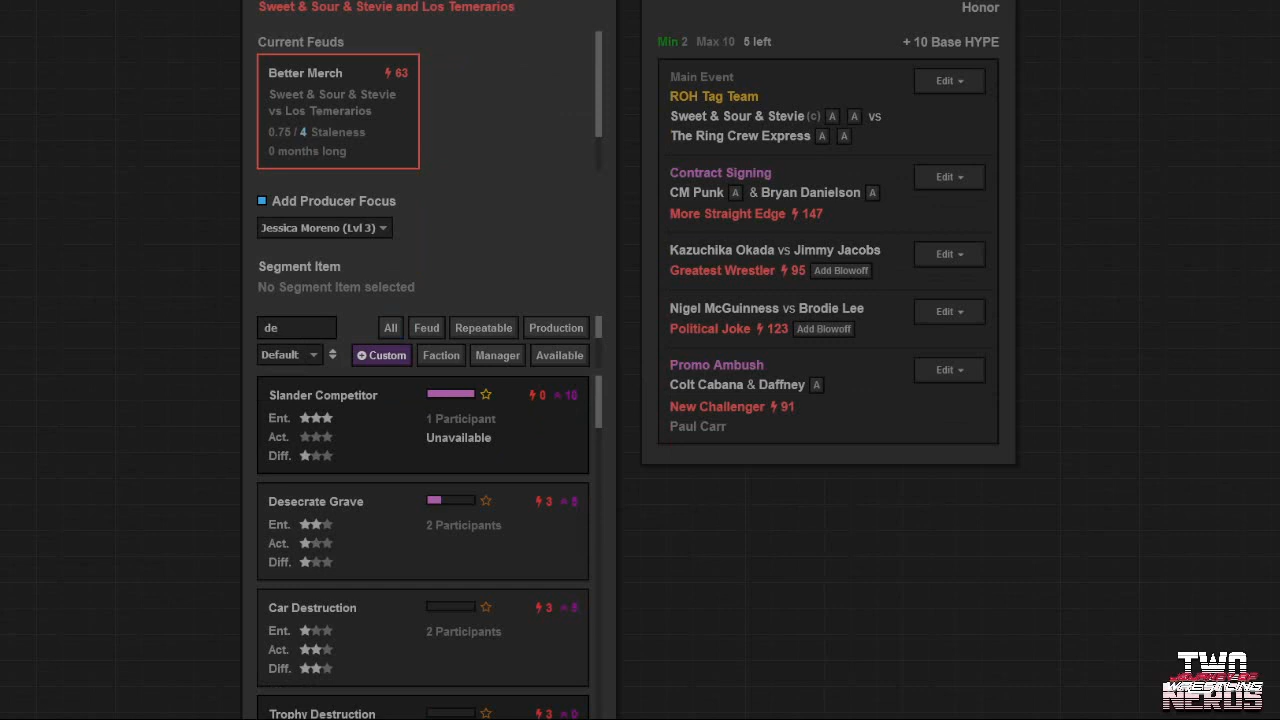 Sweet & Sour & Stevie and Los Temerarios
Current Feuds
Better Merch 63
Sweet & Sour & Stevie
vs Los Temerarios
0.75 / 4 Staleness
0 months long
Add Producer Focus
Jessica Moreno (Lvl 3)
Segment Item
No Segment Item selected
de
All Feud Repeatable Production
Default
Custom Faction Manager Available
Slander Competitor 0 10
Ent. 1 Participant
Act. Unavailable
Diff.
Desecrate Grave 3 5
Ent. 2 Participants
Act.
Diff.
Car Destruction 3 5
Ent. 2 Participants
Act.
Diff.
Trophy Destruction 3 0
Honor
Min 2 Max 10 5 left + 10 Base HYPE
Main Event Edit
ROH Tag Team
Sweet & Sour & Stevie (c) A A vs
The Ring Crew Express A A
Contract Signing Edit
CM Punk A & Bryan Danielson A
More Straight Edge 147
Kazuchika Okada vs Jimmy Jacobs Edit
Greatest Wrestler 95 Add Blowoff
Nigel McGuinness vs Brodie Lee Edit
Political Joke 123 Add Blowoff
Promo Ambush Edit
Colt Cabana & Daffney A
New Challenger 91
Paul Carr
TWO
WRESTLING
NERDS